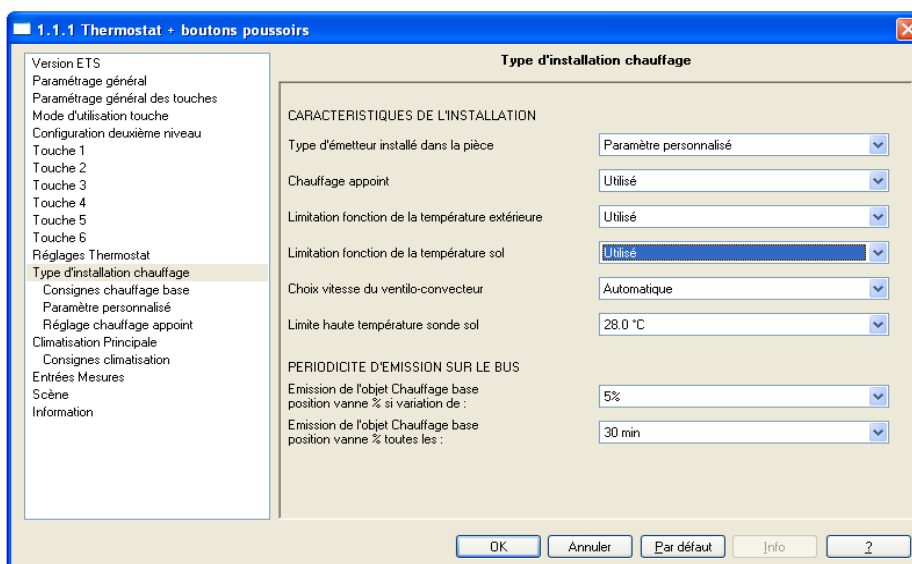 1.1.1 Thermostat + boutons poussoirs
Version ETS
Paramétrage général
Paramétrage général des touches
Mode d'utilisation touche
Configuration deuxième niveau
Touche 1
Touche 2
Touche 3
Touche 4
Touche 5
Touche 6
Réglages Thermostat
Type d'installation chauffage
Consignes chauffage base
Paramètre personnalisé
Réglage chauffage appoint
Climatisation Principale
Consignes climatisation
Entrées Mesures
Scène
Information
Type d'installation chauffage
CARACTERISTIQUES DE L'INSTALLATION
Type d'émetteur installé dans la pièce Paramètre personnalisé
Chauffage appoint Utilisé
Limitation fonction de la température extérieure Utilisé
Limitation fonction de la température sol Utilisé
Choix vitesse du ventilo-convecteur Automatique
Limite haute température sonde sol 28.0 °C
PERIODICITE D'EMISSION SUR LE BUS
Emission de l'objet Chauffage base
position vanne % si variation de : 5%
Emission de l'objet Chauffage base
position vanne % toutes les : 30 min
OK Annuler Par défaut Info ?